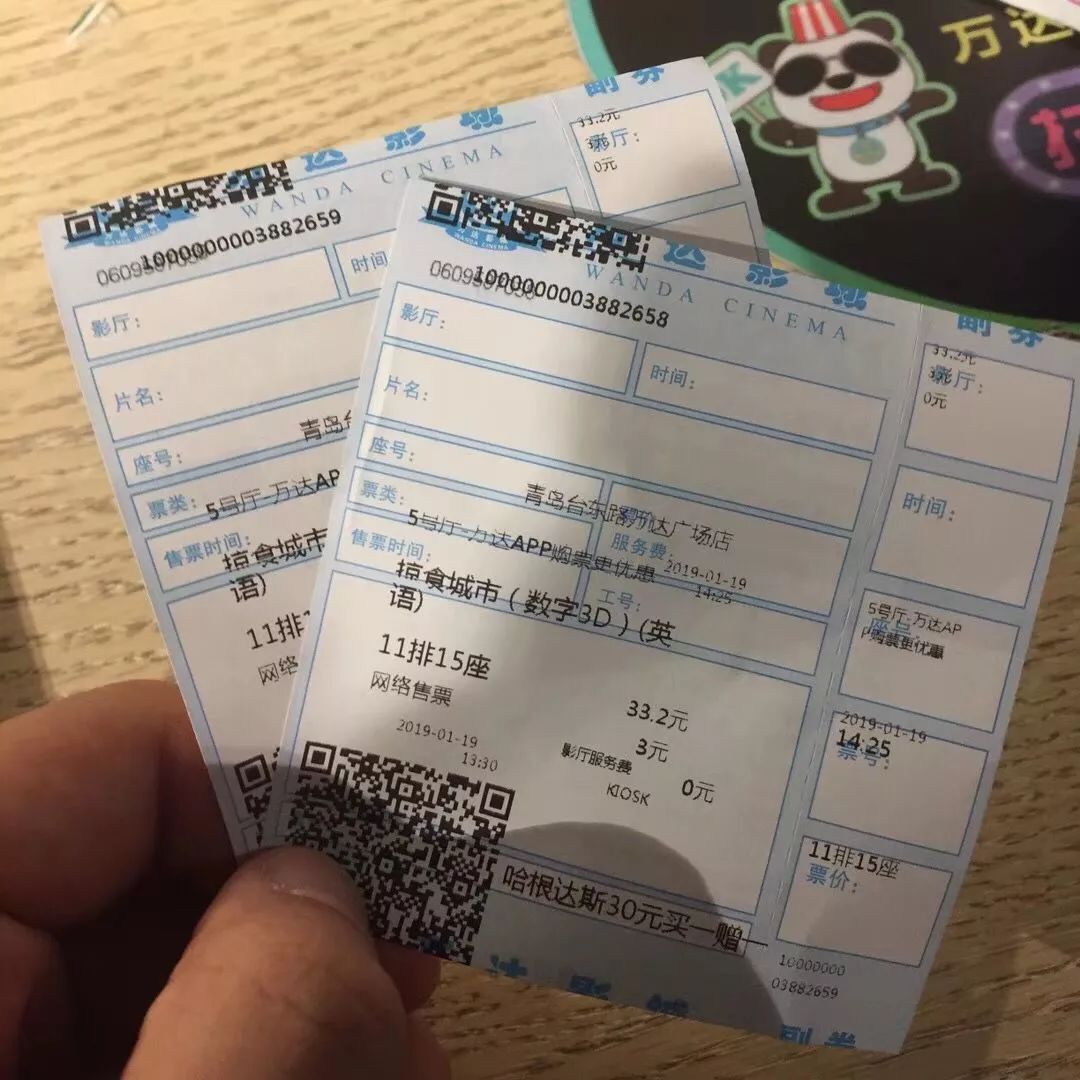 副券
33.2元
影厅:
3元
0元
WANDA CINEMA
1000000003882659
影厅:
时间
片名:
青岛台
座号:
票类:
5号厅-万达AP
售票时间:
掠食城市
语)
11排1
网络
万达
K
WANDA CINEMA
1000000003882658
影厅:
时间:
片名:
座号:
青岛台东路万达广场店
票类:
服务费:
5号厅-万达APP购票更优惠
2019-01-19
14:25
售票时间:
工号:
掠食城市(数字3D)(英
语)
11排15座
网络售票
33.2元
3元
2019-01-19
13:30
影厅服务费
0元
KIOSK
哈根达斯30元买一赠一
副券
33.2元
影厅:
0元
时间:
5号厅-万达AP
P购票更优惠
座号:
2019-01-19
14:25
票号:
11排15座
票价:
10000000
03882659
副券